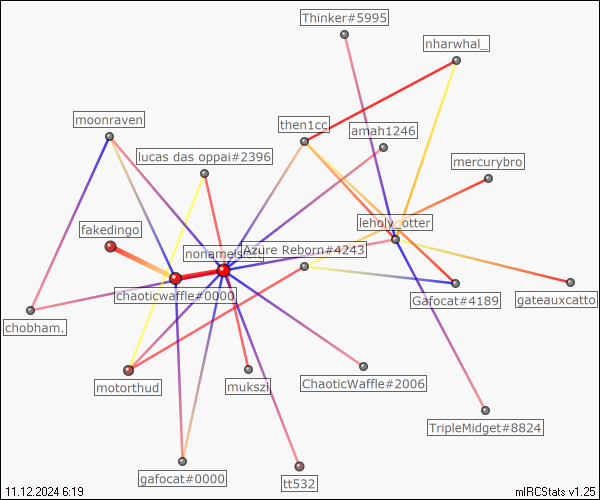 Thinker#5995
nharwhal_
moonraven
then1cc
amah1246
lucas das oppai#2396
mercurybro
leholy_otter
fakedingo
Azure Reborn#4243
chaoticwaffle#0000
Gafocat#4189
gateauxcatto
chobham.
motorthud
mukszi
ChaoticWaffle#2006
TripleMidget#8824
gafocat#0000
tt532
11.12.2024 6:19
mIRCStats v1.25